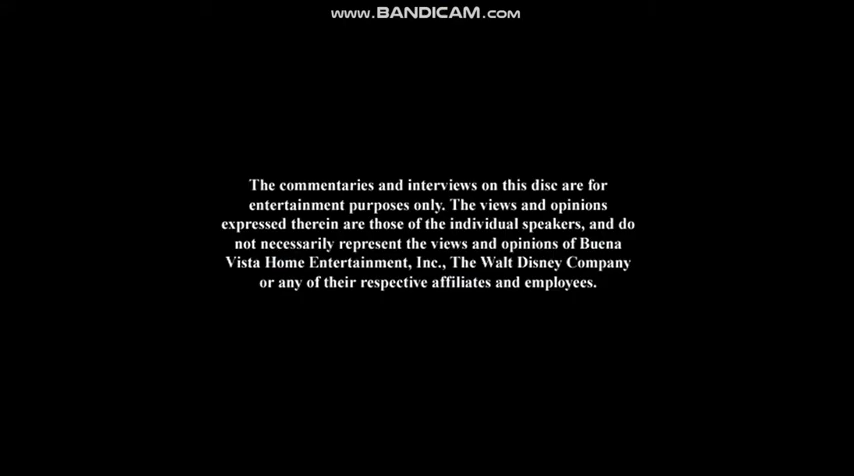 www.BANDICAM.com
The commentaries and interviews on this disc are for
entertainment purposes only. The views and opinions
expressed therein are those of the individual speakers, and do
not necessarily represent the views and opinions of Buena
Vista Home Entertainment, Inc., The Walt Disney Company
or any of their respective affiliates and employees.